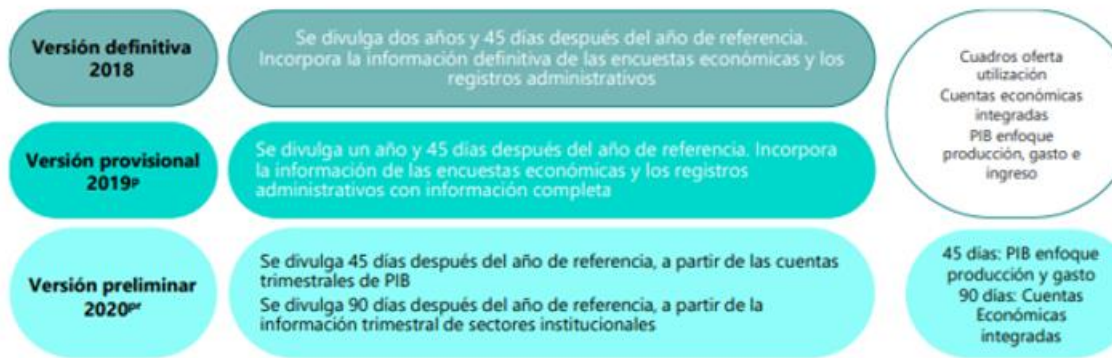 Versión definitiva
2018
Se divulga dos años y 45 días después del año de referencia.
Incorpora la información definitiva de las encuestas económicas y los
registros administrativos
Cuadros oferta
utilización
Cuentas económicas
integradas
PIB enfoque
producción, gasto e
ingreso
Versión provisional
2019ᵖ
Se divulga un año y 45 días después del año de referencia. Incorpora
la información de las encuestas económicas y los registros
administrativos con información completa
Versión preliminar
2020ᵖʳ
Se divulga 45 días después del año de referencia, a partir de las cuentas
trimestrales de PIB
Se divulga 90 días después del año de referencia, a partir de la
información trimestral de sectores institucionales
45 días: PIB enfoque
producción y gasto
90 días: Cuentas
Económicas
integradas